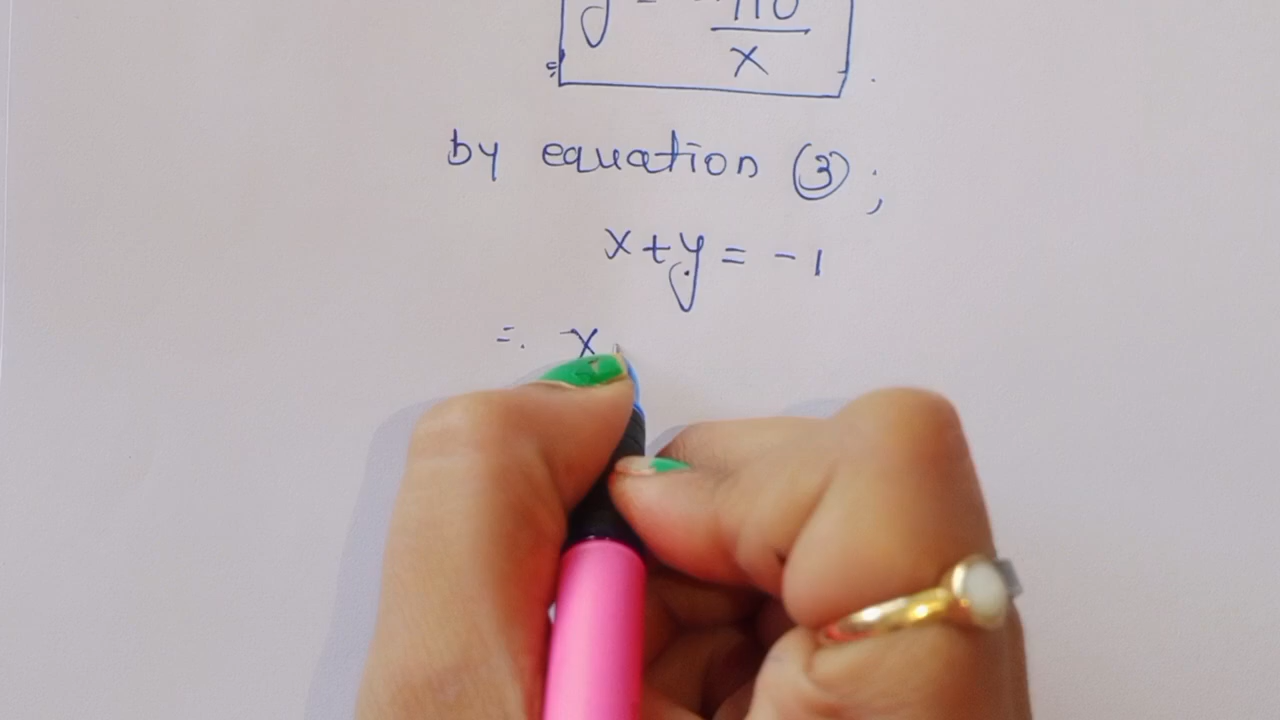 y =
x
by equation ③;
x+y = -1
=. x